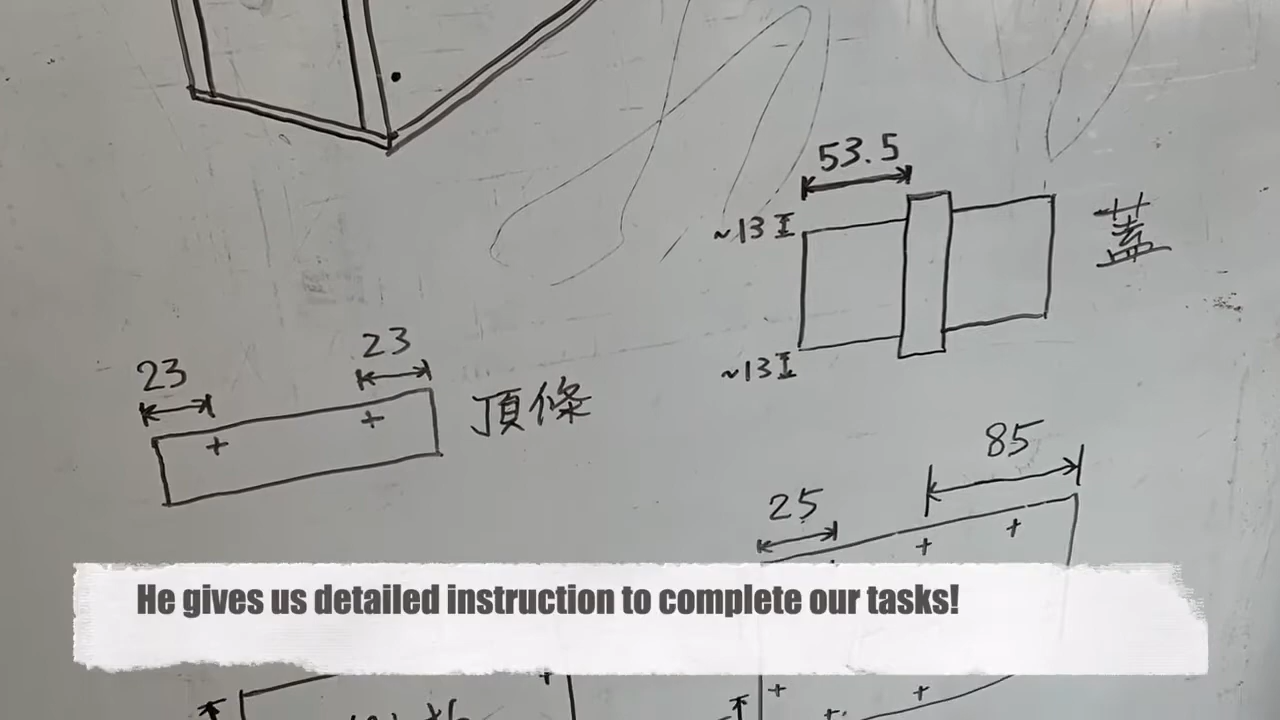 53.5
~13
蓋
~13
23
23
頂條
85
25
He gives us detailed instruction to complete our tasks!